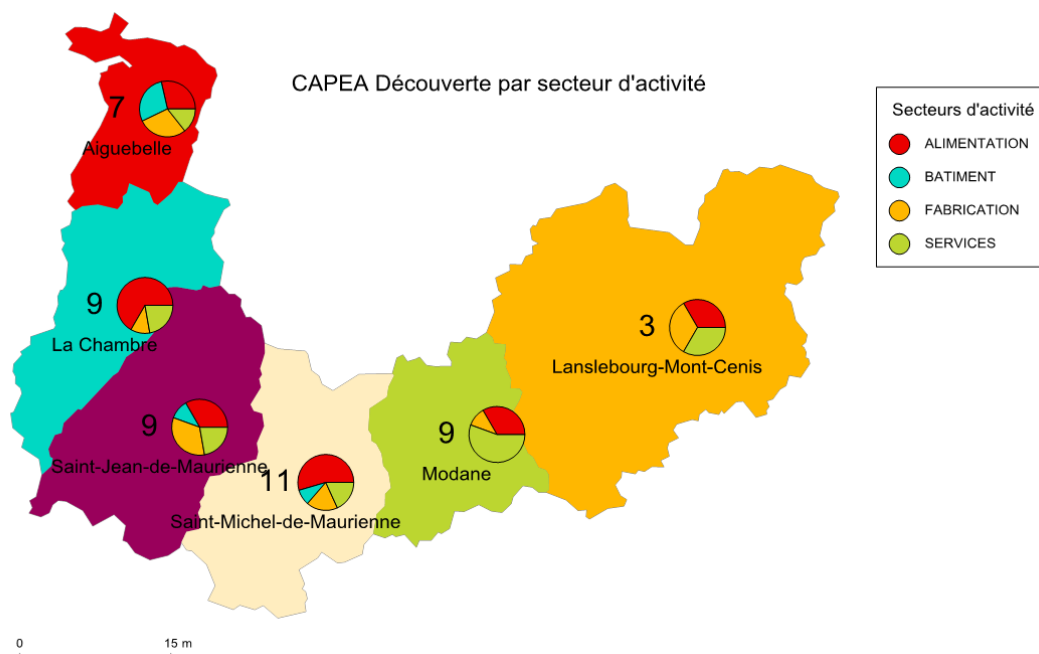 CAPEA Découverte par secteur d'activité
Secteurs d'activité
ALIMENTATION
BATIMENT
FABRICATION
SERVICES
7
Aiguebelle
9
La Chambre
3
Lanslebourg-Mont-Cenis
9
Saint-Jean-de-Maurienne
9
Modane
11
Saint-Michel-de-Maurienne
0 15 m